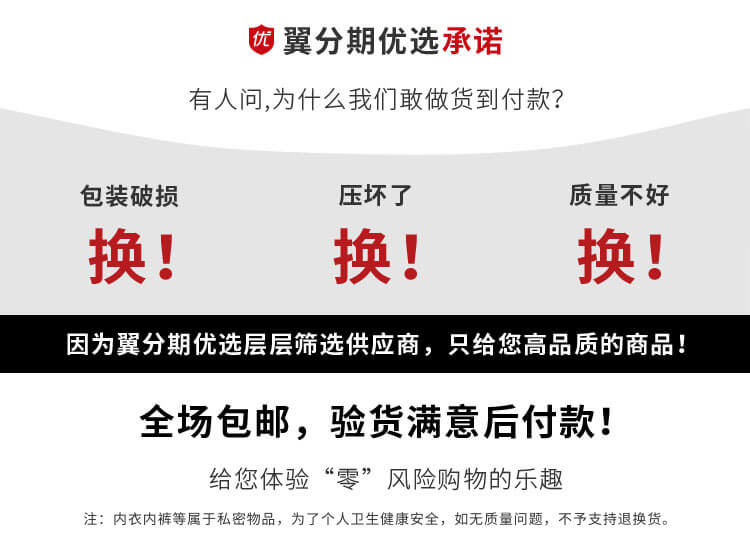 优 翼分期优选承诺
有人问,为什么我们敢做货到付款?
包装破损 压坏了 质量不好
换! 换! 换!
因为翼分期优选层层筛选供应商，只给您高品质的商品!
全场包邮，验货满意后付款!
给您体验“零”风险购物的乐趣
注：内衣内裤等属于私密物品，为了个人卫生健康安全，如无质量问题，不予支持退换货。